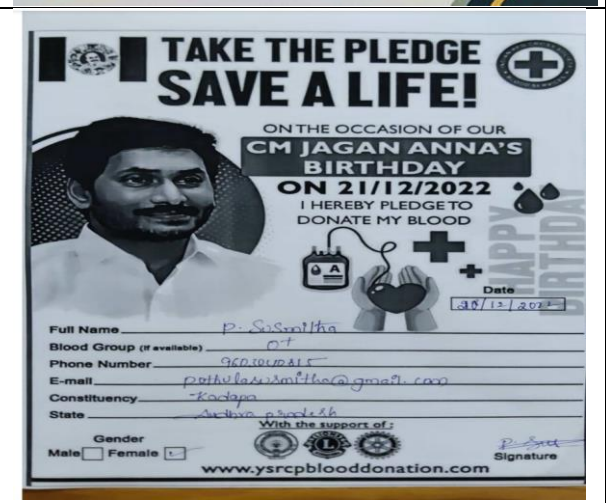 TAKE THE PLEDGE
SAVE A LIFE!
ON THE OCCASION OF OUR
CM JAGAN ANNA'S
BIRTHDAY
ON 21/12/2022
I HEREBY PLEDGE TO
DONATE MY BLOOD
A
HAPPY
BIRTHDAY
Date
/12/2022
Full Name P. Susmitha
Blood Group (If available) O+
Phone Number
E-mail pothulasusmitha@gmail.com
Constituency Kadapa
State Andhra pradesh
With the support of :
Gender
Male Female
Signature
www.ysrcpblooddonation.com